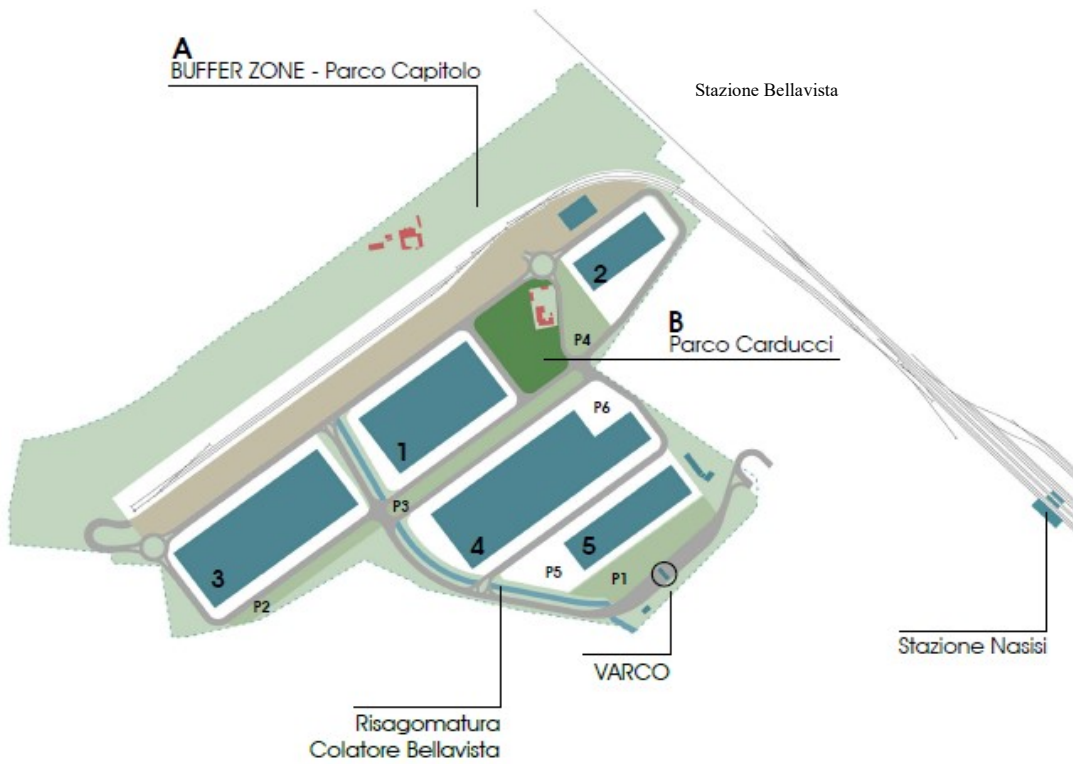 A
BUFFER ZONE - Parco Capitolo
Stazione Bellavista
2
B
Parco Carducci
P4
P6
1
P3
4
5
3
P5
P1
P2
Stazione Nasisi
VARCO
Risagomatura
Colatore Bellavista